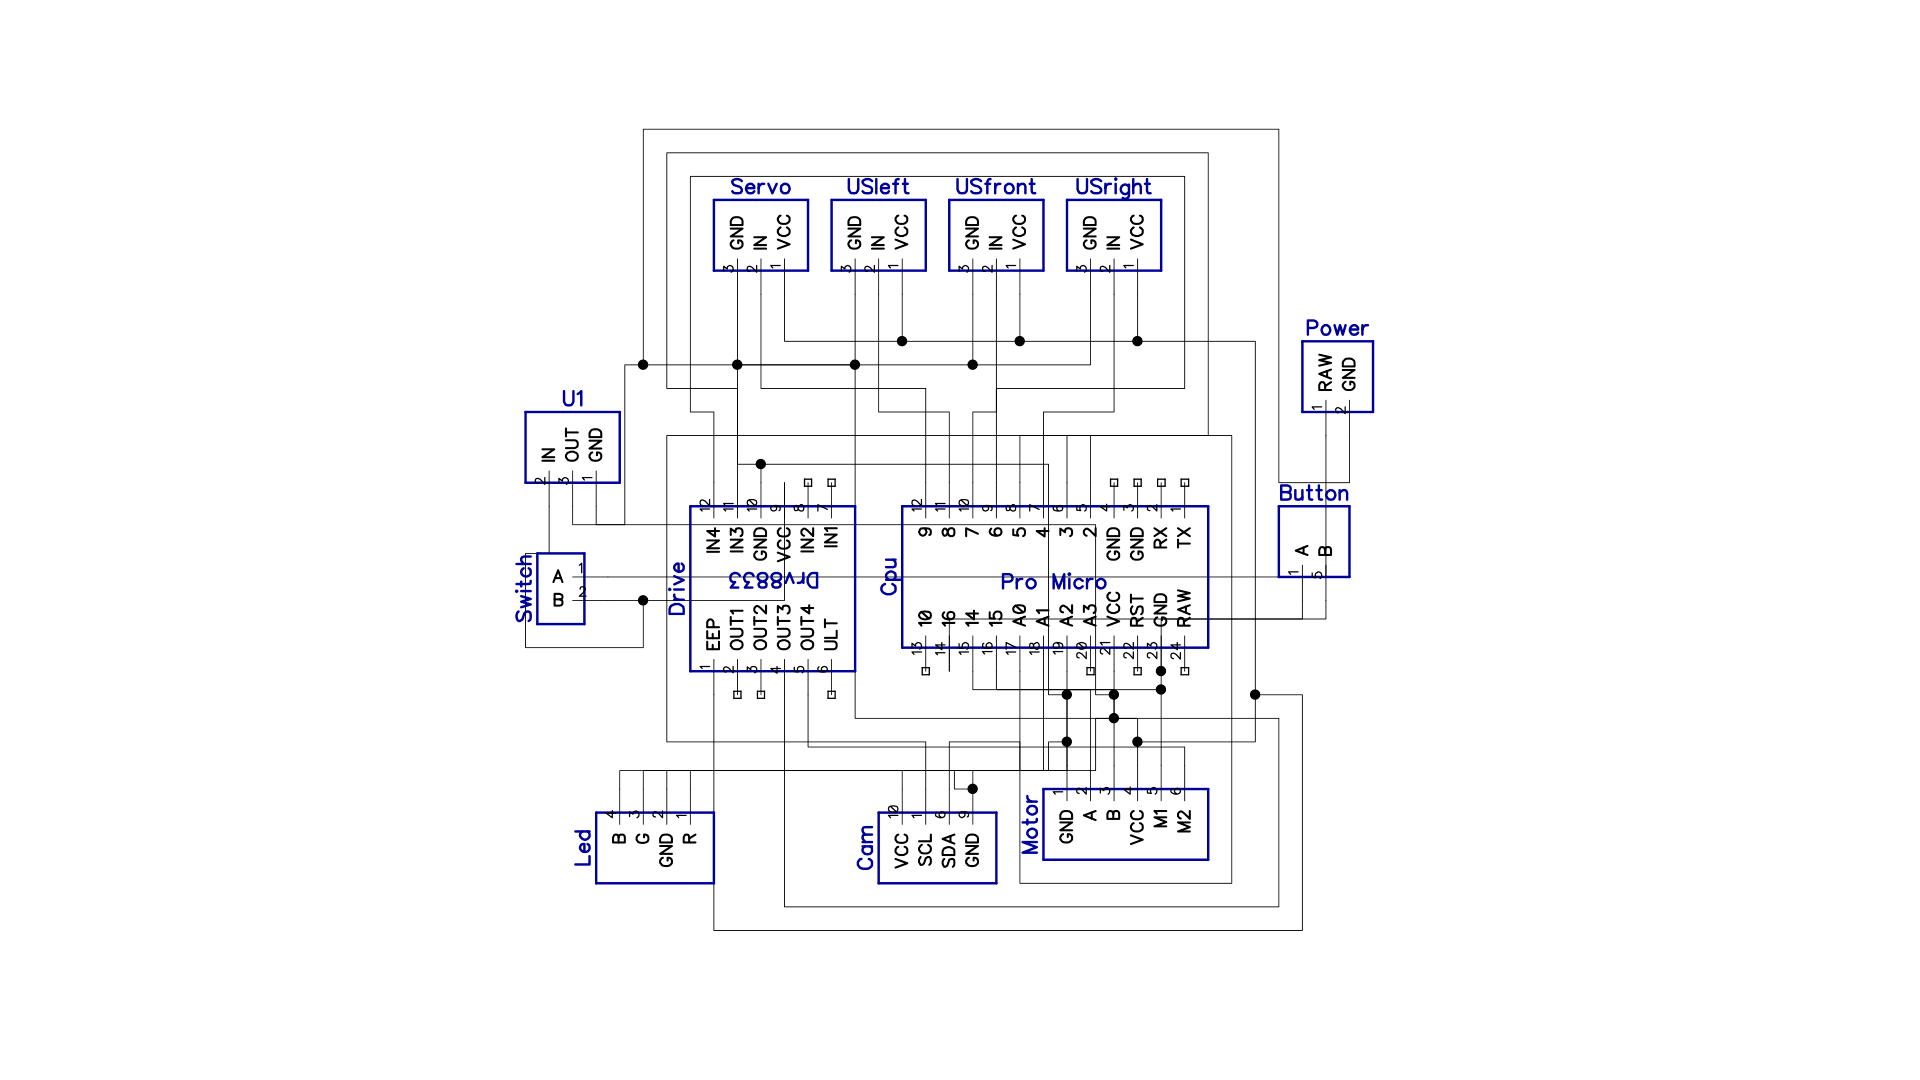 Servo
USleft
USfront
USright
GND IN VCC
3 2 1
GND IN VCC
3 2 1
GND IN VCC
3 2 1
GND IN VCC
3 2 1
Power
RAW GND
1 2
U1
IN OUT GND
2 3 1
Button
A B
1 5
Switch
A 1
B 2
Drive
Drv8833
12 11 10 9 8 7
IN4 IN3 GND VCC IN2 IN1
EEP OUT1 OUT2 OUT3 OUT4 ULT
1 2 3 4 5 6
Cpu
Pro Micro
12 11 10 9 8 7 6 5 4 3 2 1
9 8 7 6 5 4 3 2 GND GND RX TX
10 16 14 15 A0 A1 A2 A3 VCC RST GND RAW
13 14 15 16 17 18 19 20 21 22 23 24
Led
4 3 2 1
B G GND R
Cam
10 1 6 9
VCC SCL SDA GND
Motor
1 2 3 4 5 6
GND A B VCC M1 M2